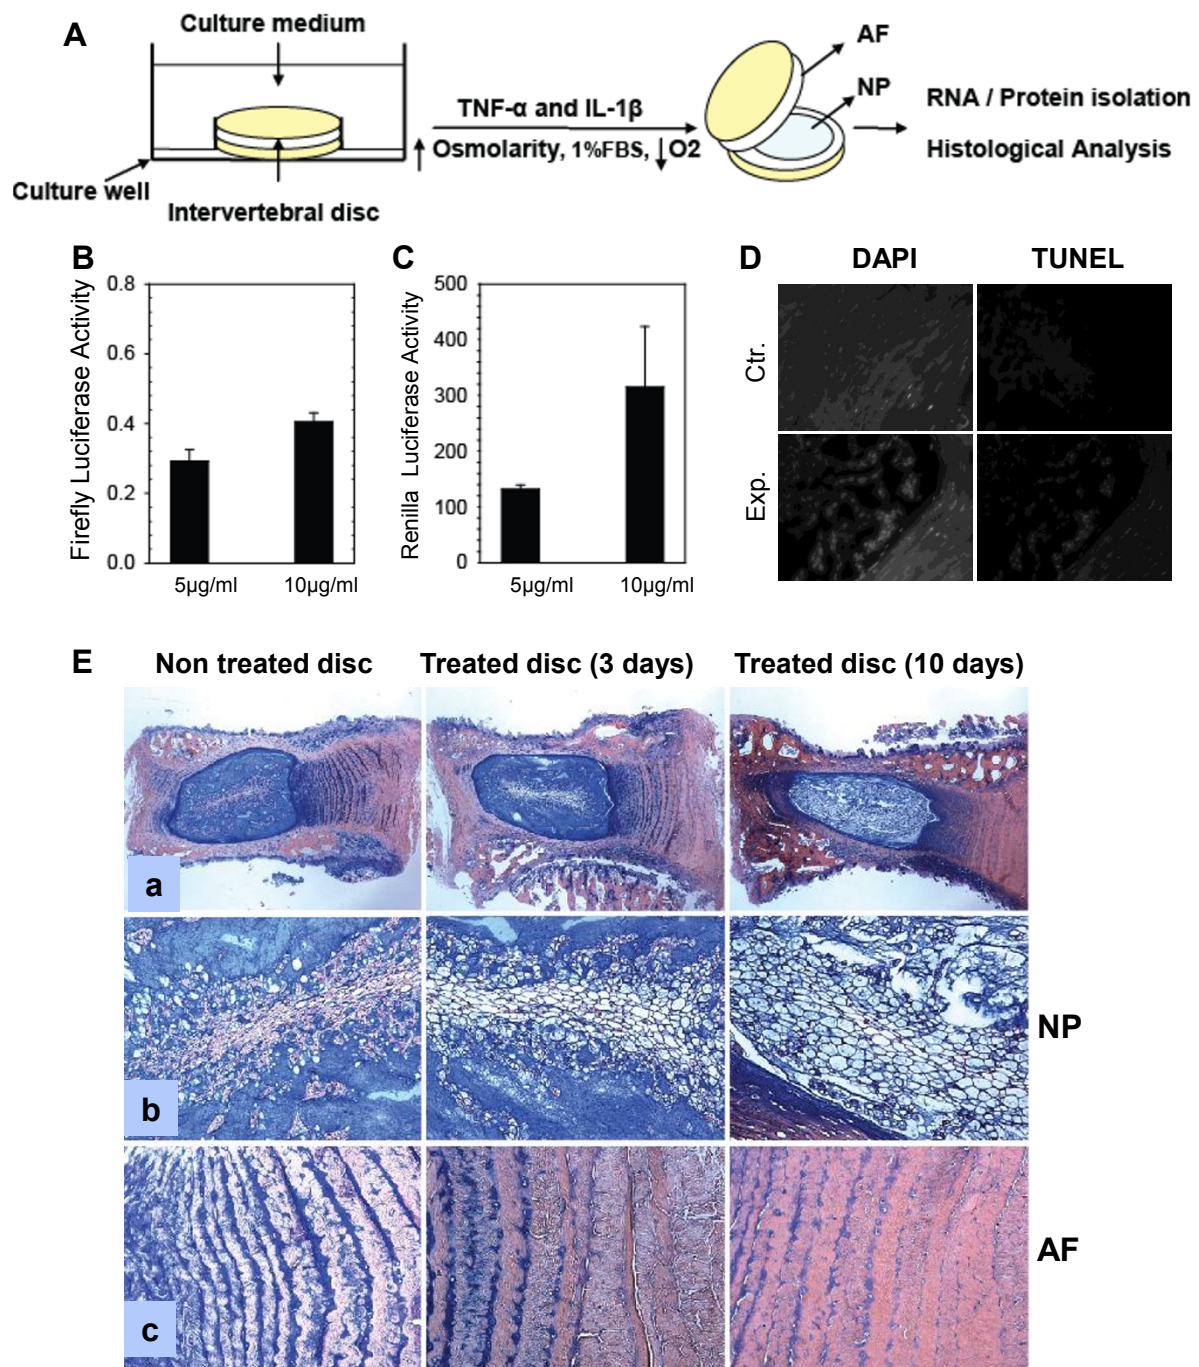 A
Culture medium
Culture well
Intervertebral disc
TNF-α and IL-1β
Osmolarity, 1%FBS, O2
AF
NP
RNA / Protein isolation
Histological Analysis
B
Firefly Luciferase Activity
0.8
0.6
0.4
0.2
0.0
5µg/ml 10µg/ml
C
Renilla Luciferase Activity
500
400
300
200
100
0
5µg/ml 10µg/ml
D
DAPI TUNEL
Ctr.
Exp.
E
Non treated disc Treated disc (3 days) Treated disc (10 days)
a
b
NP
c
AF